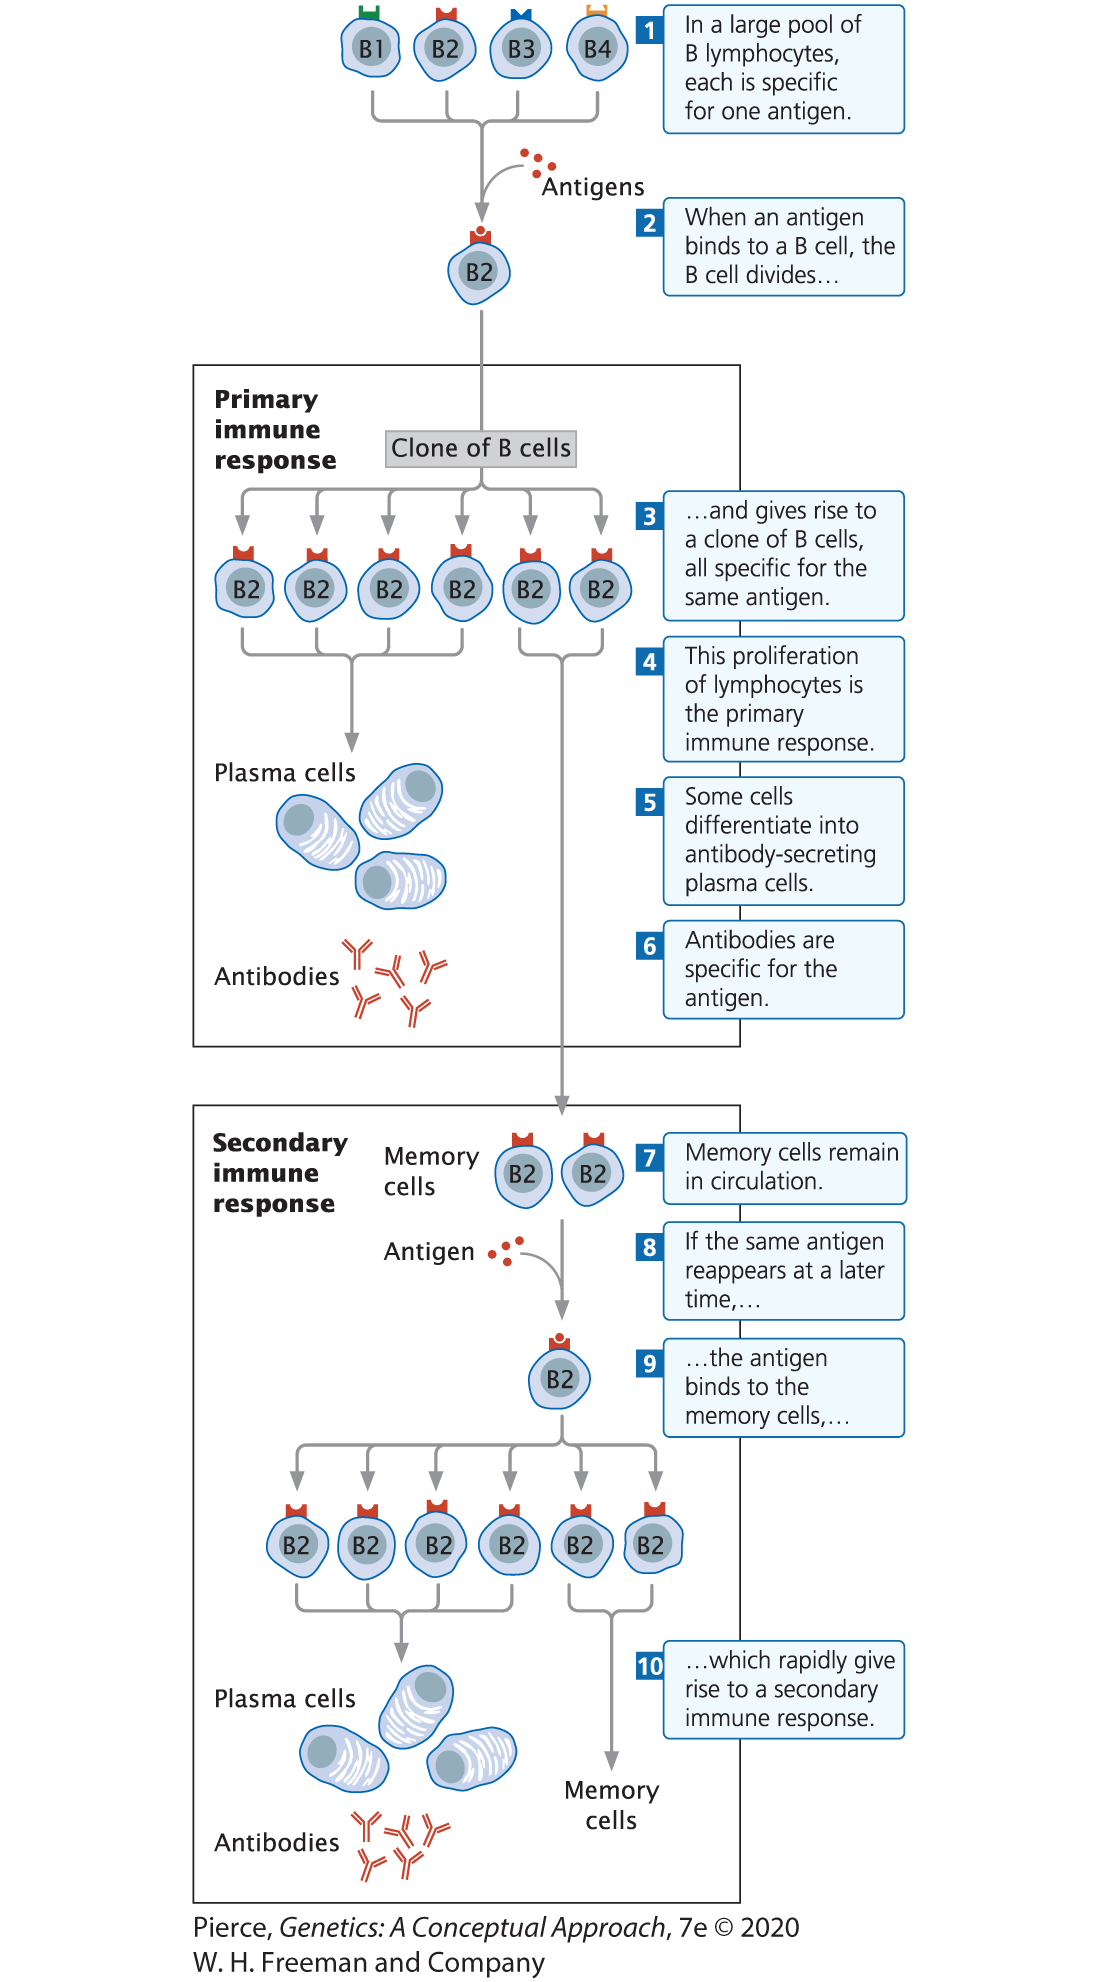 B1 B2 B3 B4
1
In a large pool of
B lymphocytes,
each is specific
for one antigen.
Antigens
2
When an antigen
binds to a B cell, the
B cell divides…
B2
Primary
immune
response
Clone of B cells
3
…and gives rise to
a clone of B cells,
all specific for the
same antigen.
B2 B2 B2 B2 B2 B2
4
This proliferation
of lymphocytes is
the primary
immune response.
Plasma cells
5
Some cells
differentiate into
antibody-secreting
plasma cells.
6
Antibodies are
specific for the
antigen.
Antibodies
Secondary
immune
response
Memory
cells
B2 B2
7
Memory cells remain
in circulation.
Antigen
8
If the same antigen
reappears at a later
time,…
9
…the antigen
binds to the
memory cells,…
B2
B2 B2 B2 B2 B2 B2
10
…which rapidly give
rise to a secondary
immune response.
Plasma cells
Memory
cells
Antibodies
Pierce, Genetics: A Conceptual Approach, 7e © 2020
W. H. Freeman and Company